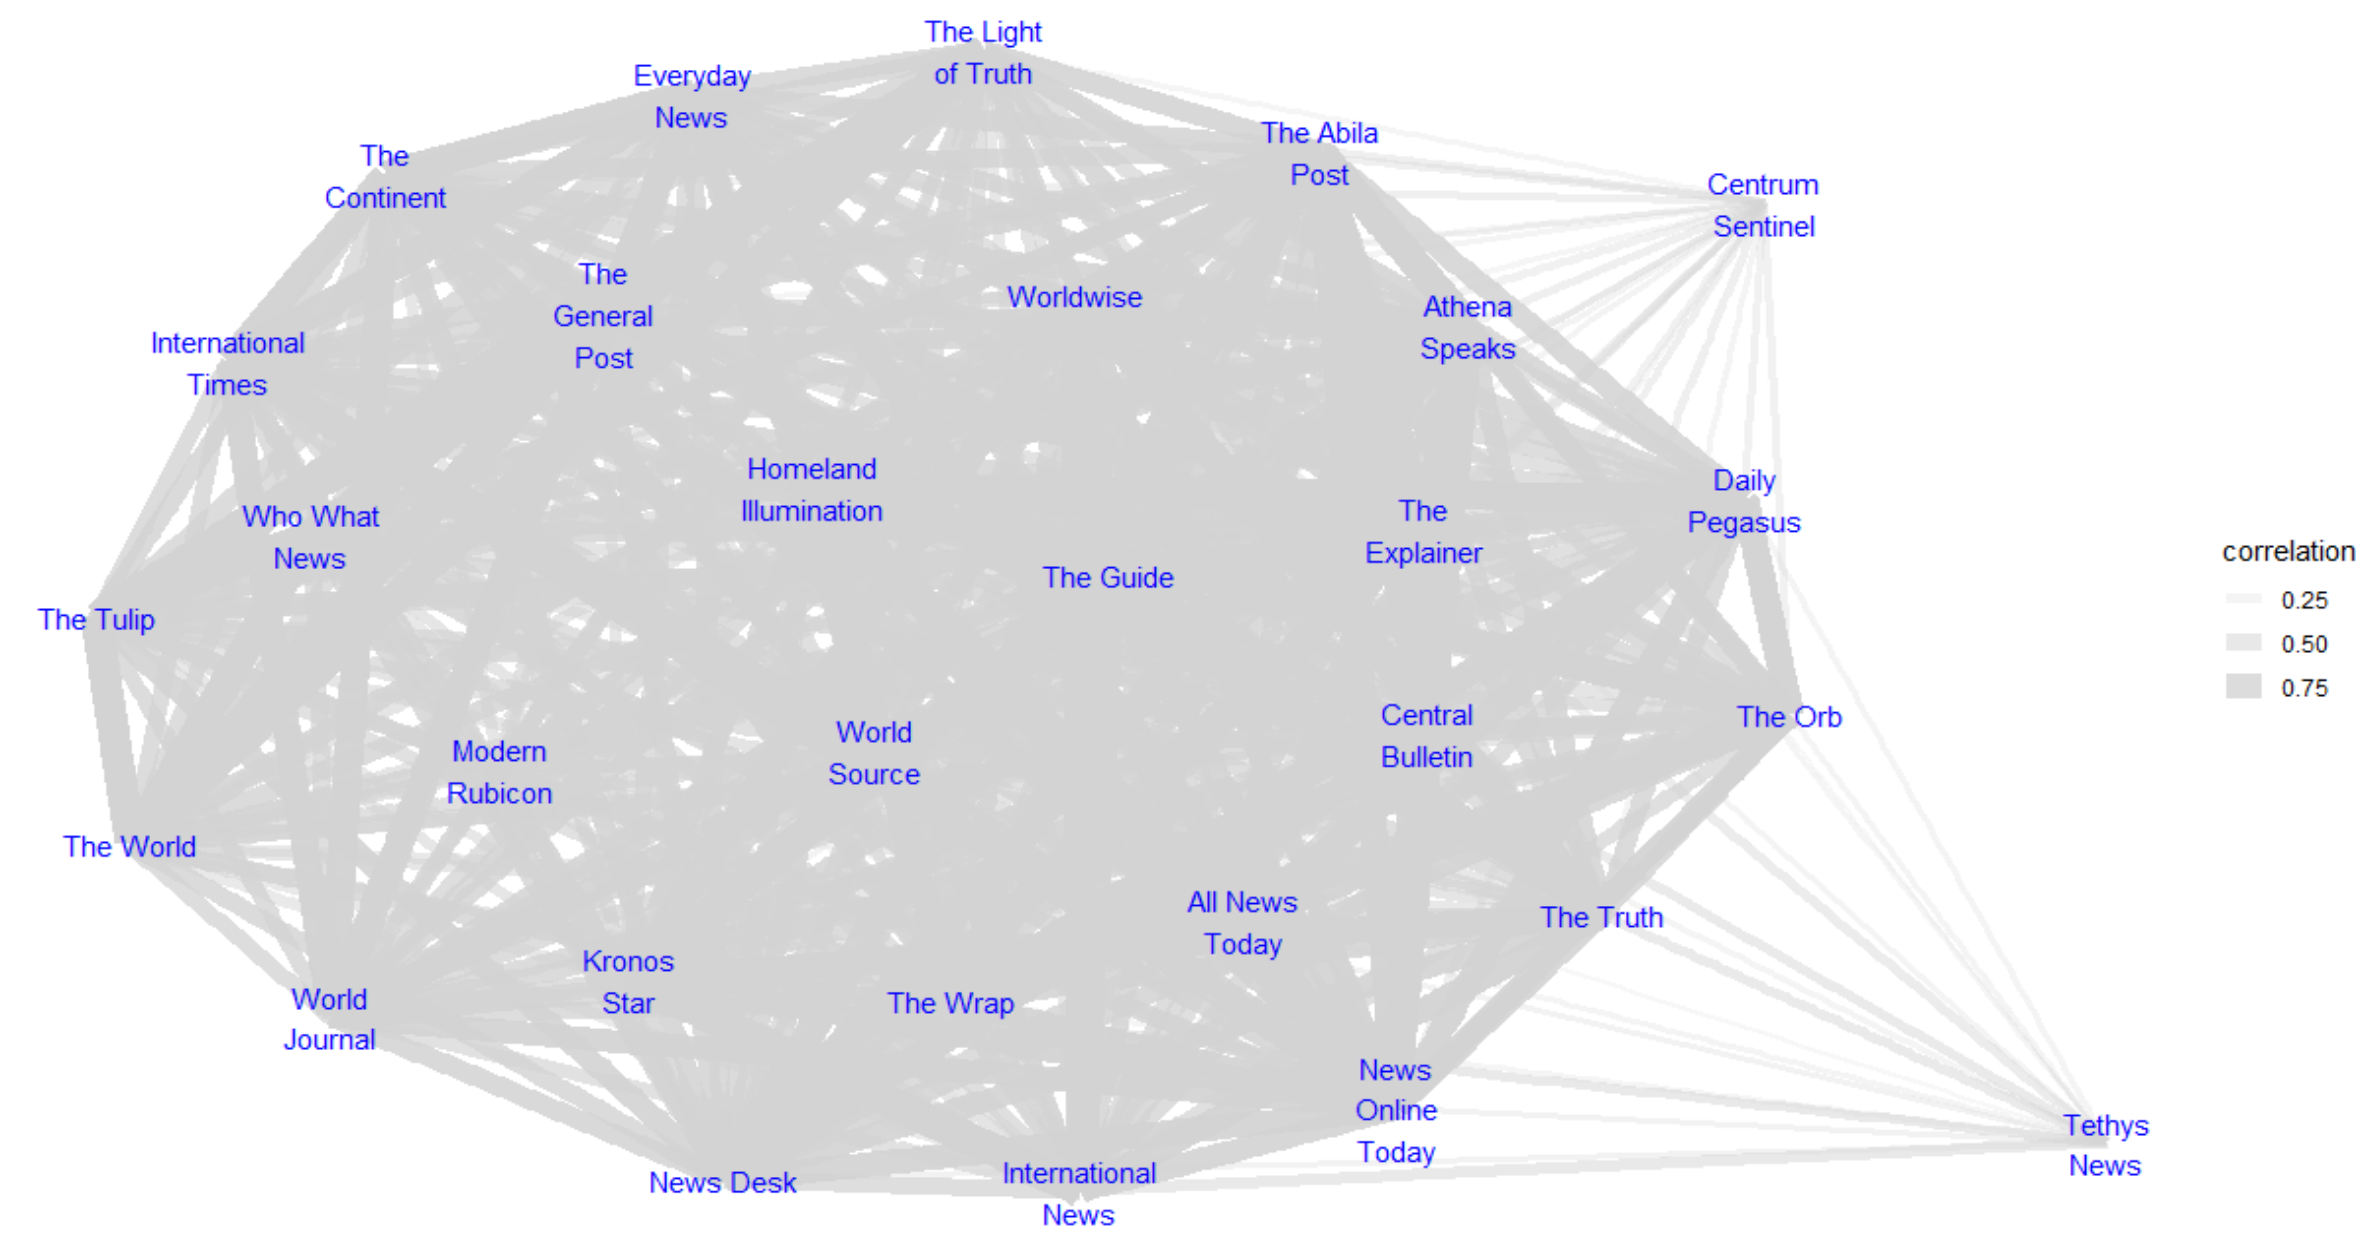 The Light
of Truth
Everyday
News
The Abila
Post
The
Continent
Centrum
Sentinel
The
General
Post
Worldwise
Athena
Speaks
International
Times
Homeland
Illumination
Daily
Pegasus
Who What
News
The
Explainer
The Guide
The Tulip
correlation
0.25
0.50
0.75
Central
Bulletin
The Orb
World
Source
Modern
Rubicon
The World
All News
Today
The Truth
Kronos
Star
The Wrap
World
Journal
News
Online
Today
Tethys
News
News Desk
International
News